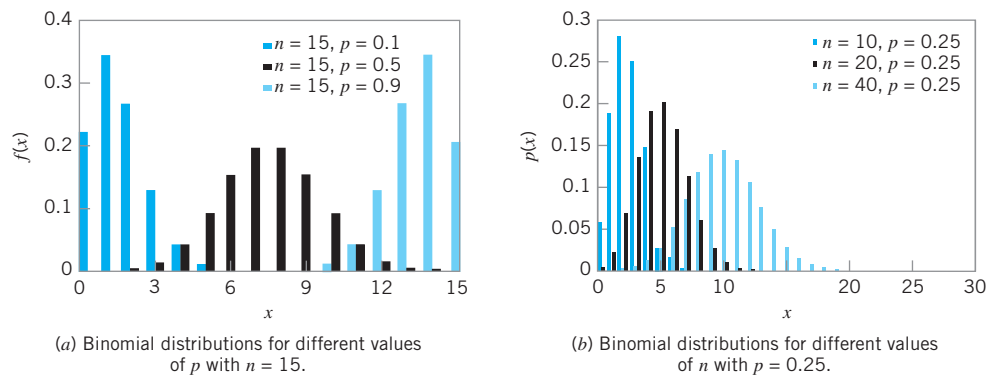 0.4
0.3
0.2
0.1
0
f(x)
n = 15, p = 0.1
n = 15, p = 0.5
n = 15, p = 0.9
0 3 6 9 12 15
x
(a) Binomial distributions for different values
of p with n = 15.
0.3
0.25
0.2
0.15
0.1
0.05
0
p(x)
n = 10, p = 0.25
n = 20, p = 0.25
n = 40, p = 0.25
0 5 10 20 25 30
x
(b) Binomial distributions for different values
of n with p = 0.25.